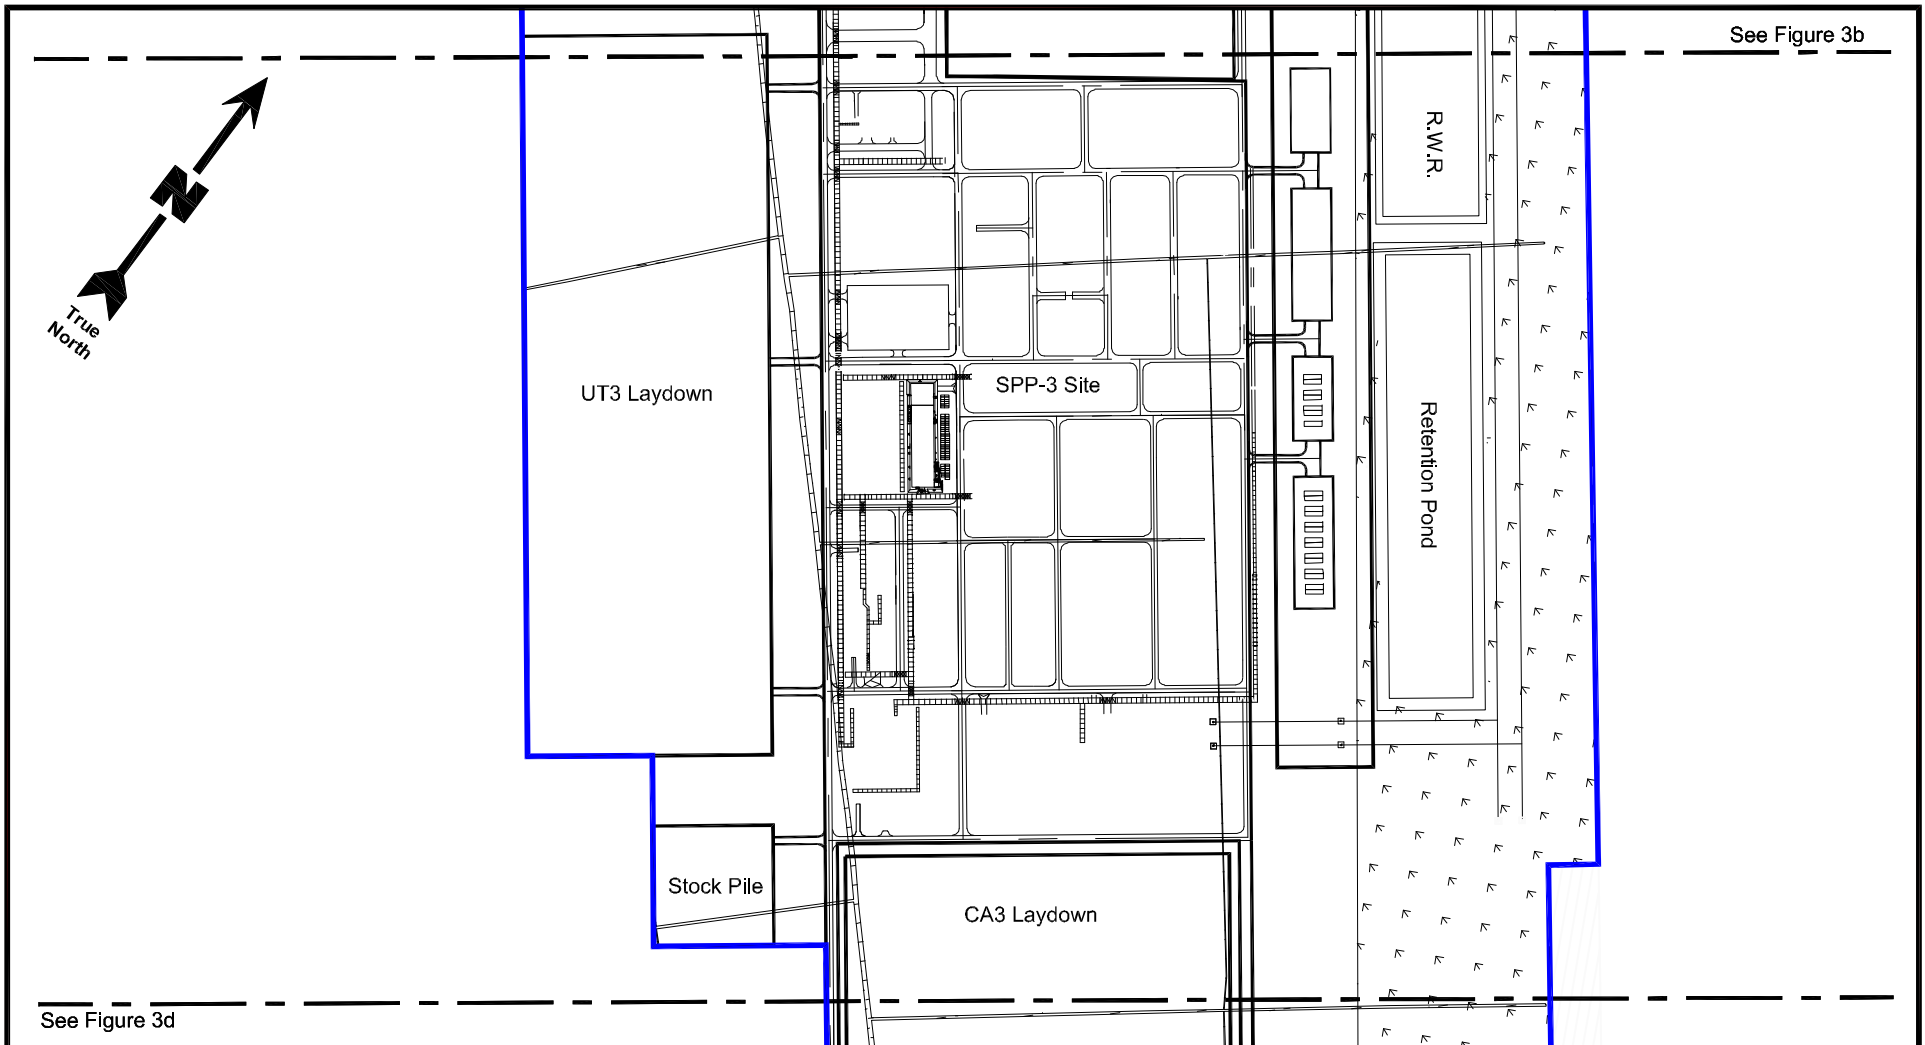 See Figure 3b
R.W.R.
N
True
North
UT3 Laydown
SPP-3 Site
Retention Pond
Stock Pile
CA3 Laydown
See Figure 3d